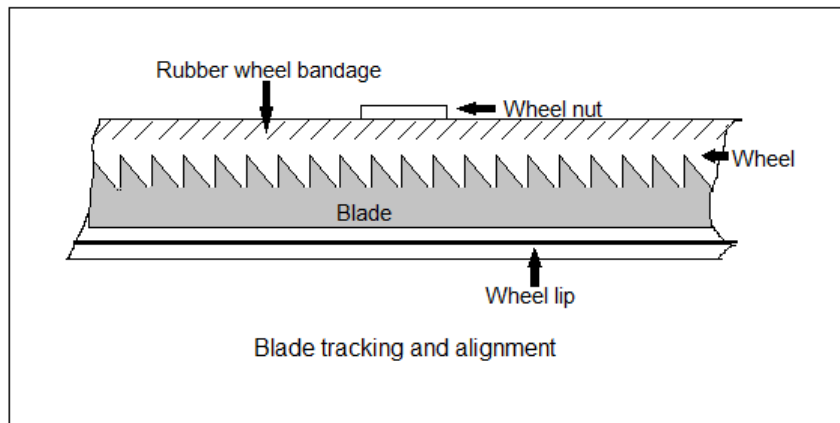 Rubber wheel bandage
Wheel nut
Wheel
Blade
Wheel lip
Blade tracking and alignment